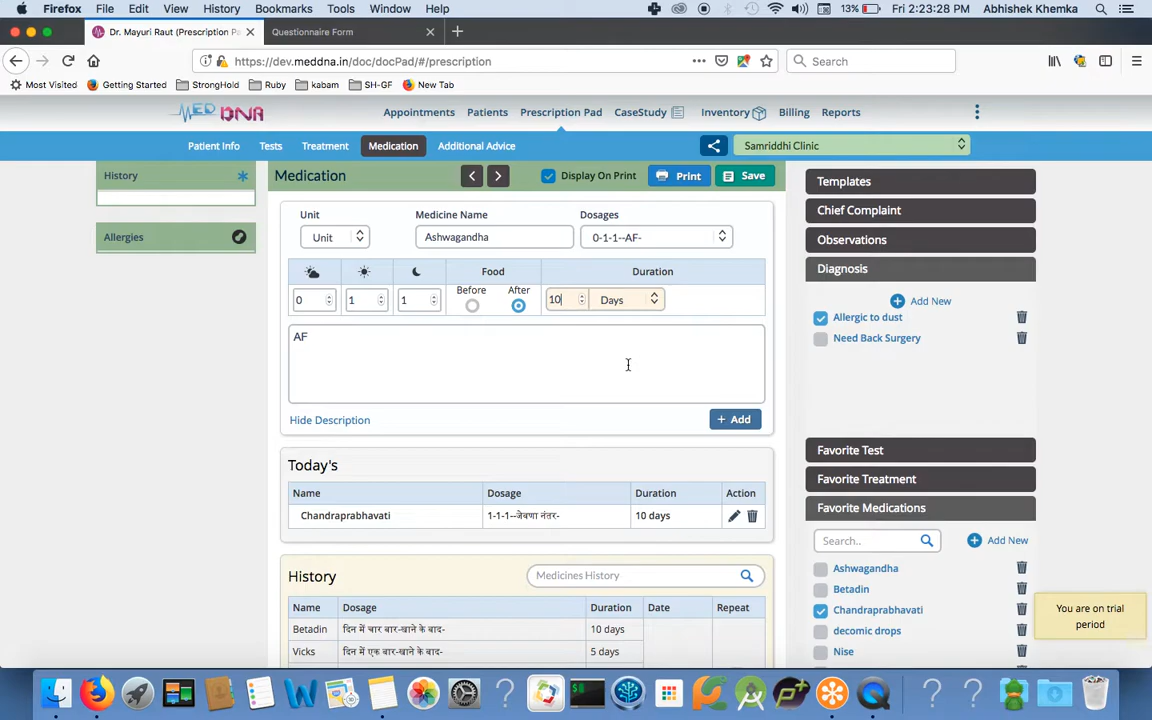 Firefox File Edit View History Bookmarks Tools Window Help 13% Fri 2:23:28 PM Abhishek Khemka
Dr. Mayuri Raut (Prescription Pa
Questionnaire Form
https://dev.meddna.in/doc/docPad/#/prescription
Search
Most Visited Getting Started StrongHold Ruby kabam SH-GF New Tab
MED DNA
Appointments Patients Prescription Pad CaseStudy Inventory Billing Reports
Patient Info Tests Treatment Medication Additional Advice
Samriddhi Clinic
History
Allergies
Medication
Display On Print Print Save
Unit Medicine Name Dosages
Unit Ashwagandha 0-1-1--AF-
Food Duration
Before After
0 1 1 10 Days
AF
Hide Description
+ Add
Today's
Name Dosage Duration Action
Chandraprabhavati 1-1-1--जेवणा नंतर- 10 days
History
Medicines History
Name Dosage Duration Date Repeat
Betadin दिन में चार बार-खाने के बाद- 10 days
Vicks दिन में एक बार-खाने के बाद- 5 days
Templates
Chief Complaint
Observations
Diagnosis
Add New
Allergic to dust
Need Back Surgery
Favorite Test
Favorite Treatment
Favorite Medications
Search.. Add New
Ashwagandha
Betadin
Chandraprabhavati
decomic drops
Nise
You are on trial
period